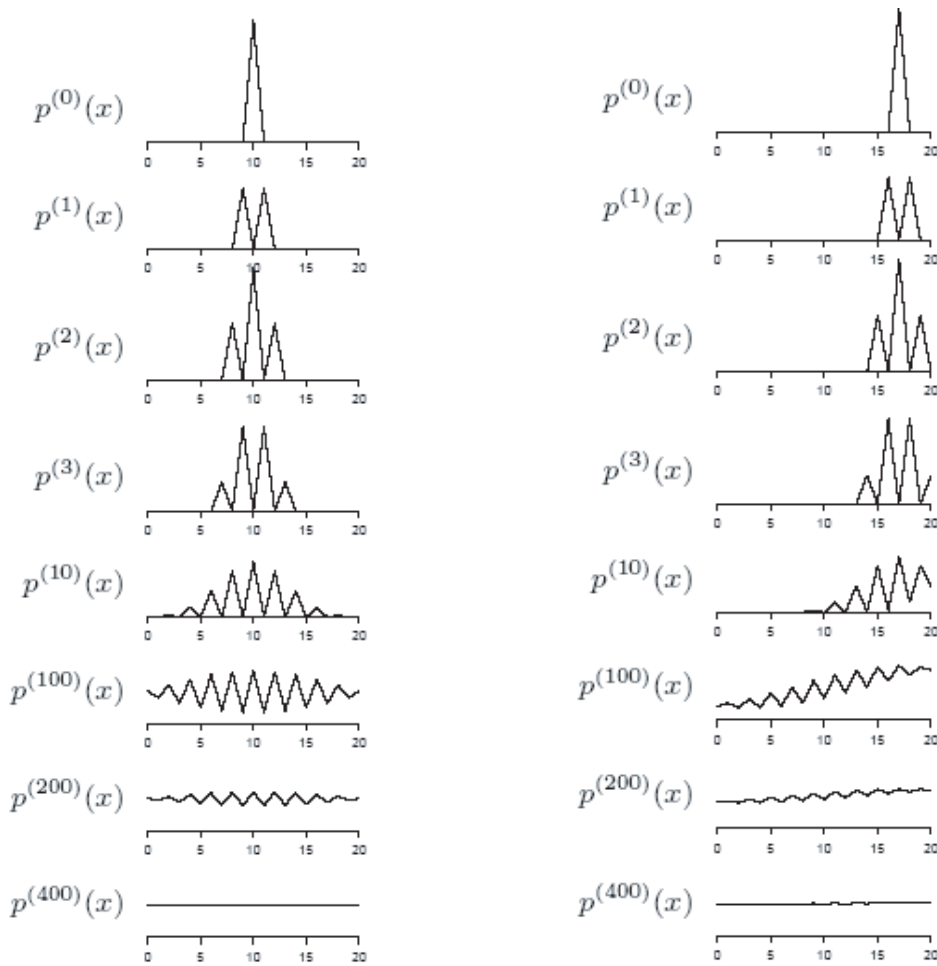 p^{(0)}(x)
0 5 10 15 20
p^{(1)}(x)
0 5 10 15 20
p^{(2)}(x)
0 5 10 15 20
p^{(3)}(x)
0 5 10 15 20
p^{(10)}(x)
0 5 10 15 20
p^{(100)}(x)
0 5 10 15 20
p^{(200)}(x)
0 5 10 15 20
p^{(400)}(x)
0 5 10 15 20
p^{(0)}(x)
0 5 10 15 20
p^{(1)}(x)
0 5 10 15 20
p^{(2)}(x)
0 5 10 15 20
p^{(3)}(x)
0 5 10 15 20
p^{(10)}(x)
0 5 10 15 20
p^{(100)}(x)
0 5 10 15 20
p^{(200)}(x)
0 5 10 15 20
p^{(400)}(x)
0 5 10 15 20